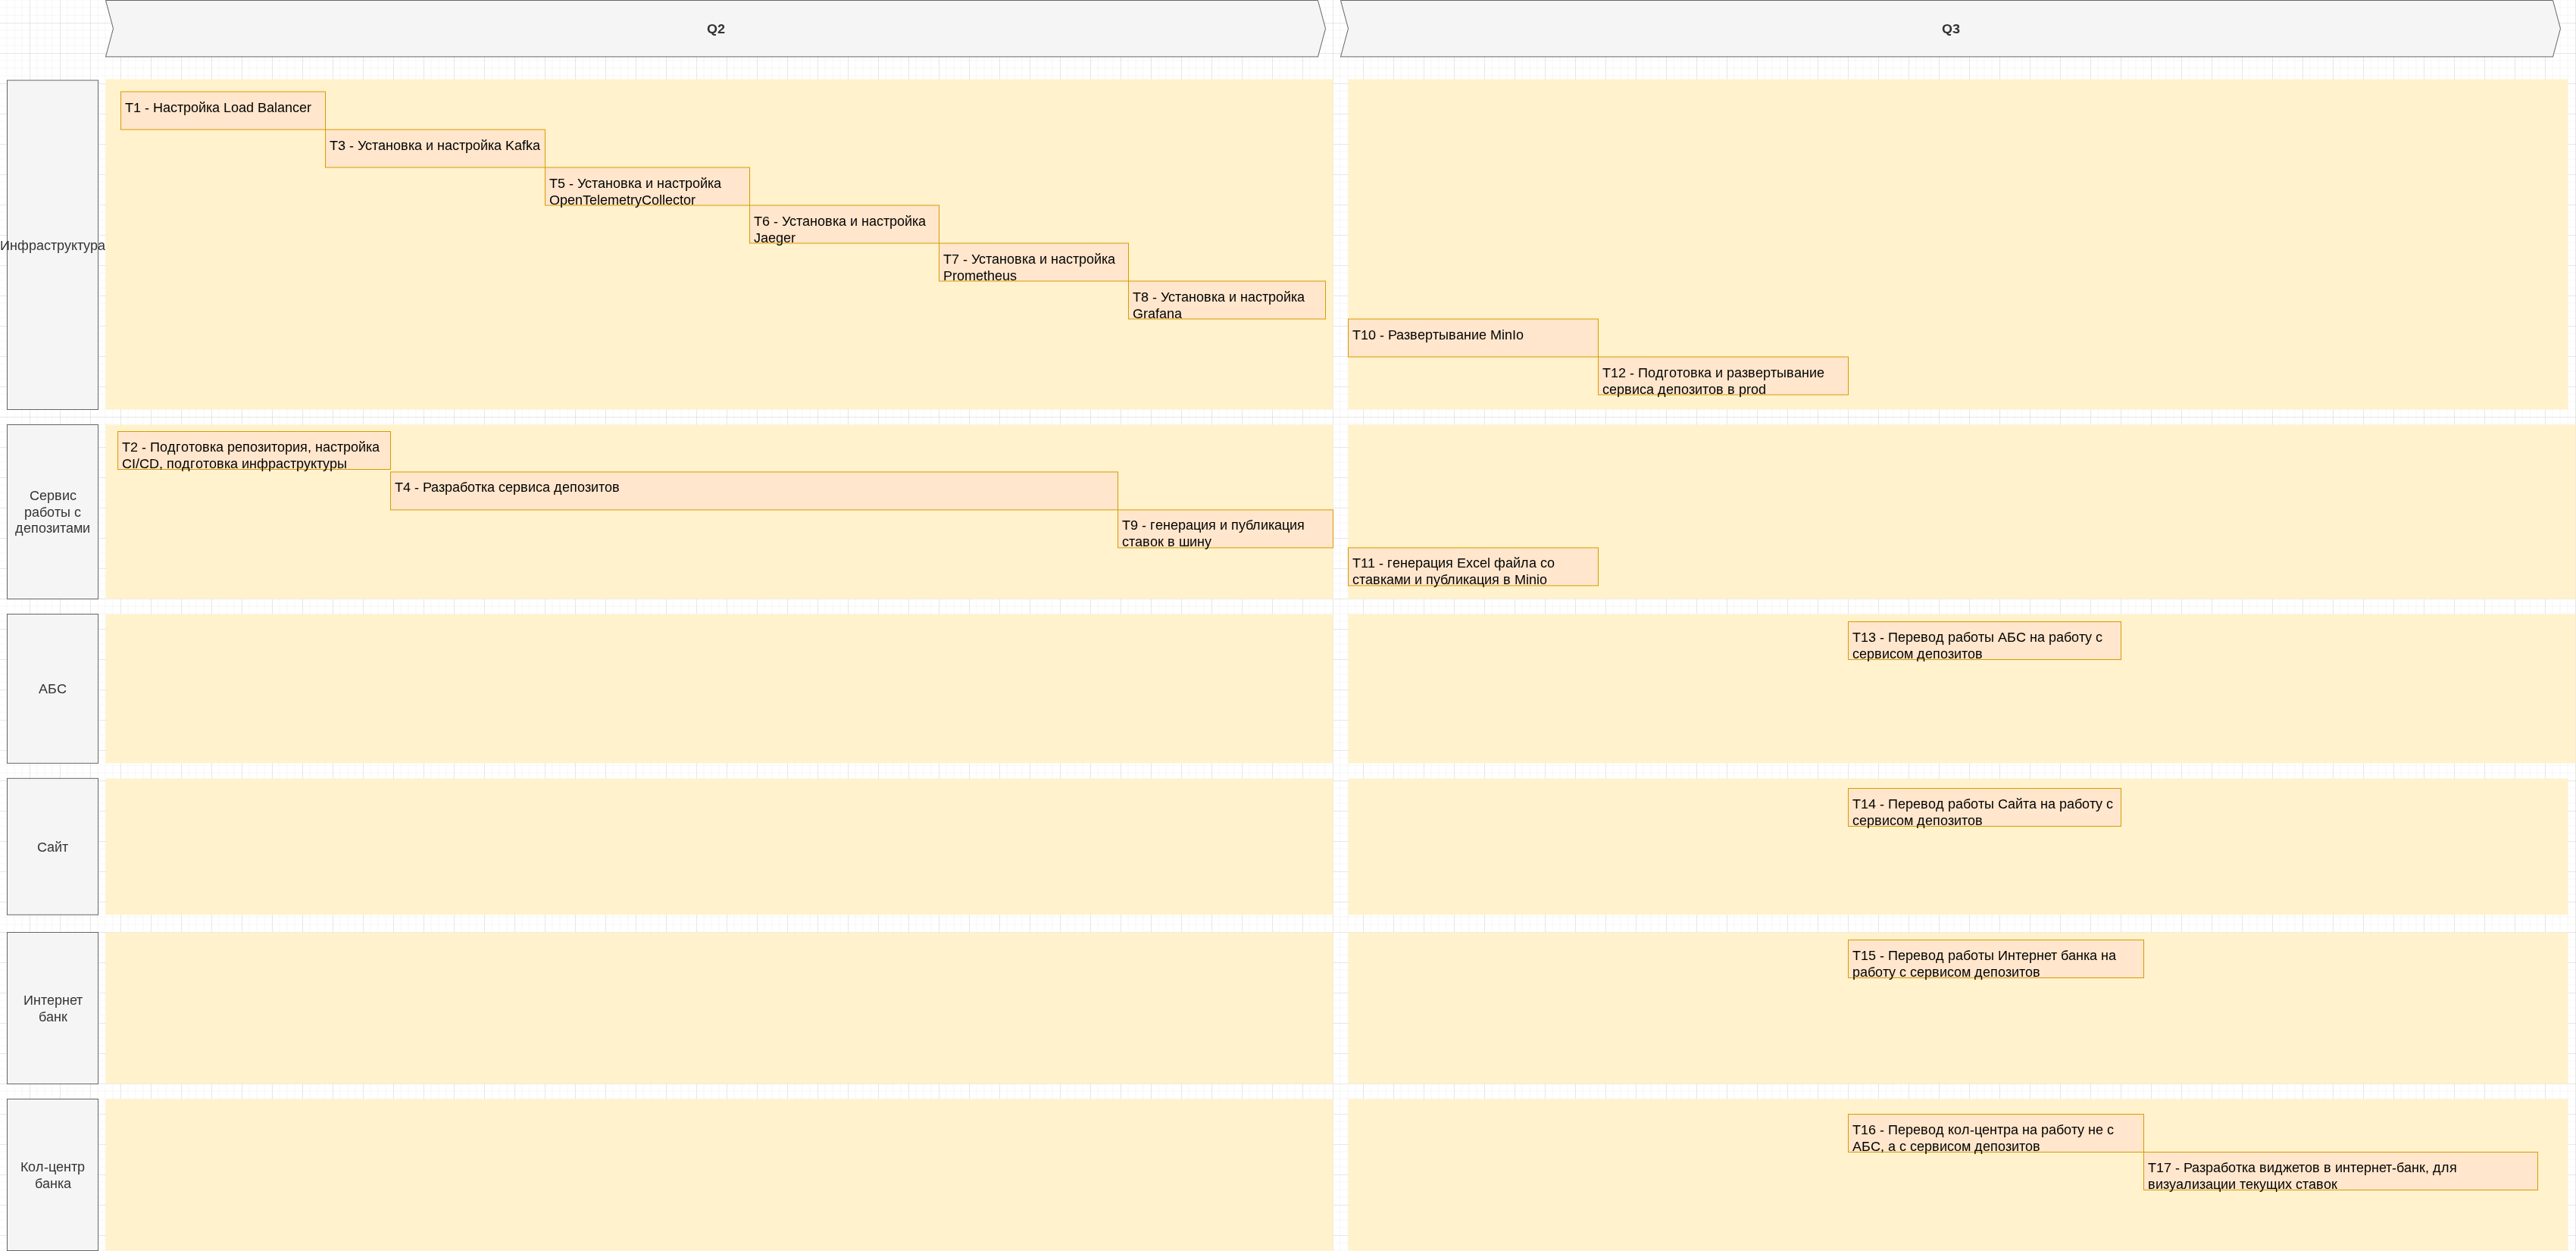 Q2
Q3
Инфраструктура
T1 - Настройка Load Balancer
T3 - Установка и настройка Kafka
T5 - Установка и настройка
OpenTelemetryCollector
T6 - Установка и настройка
Jaeger
T7 - Установка и настройка
Prometheus
T8 - Установка и настройка
Grafana
T10 - Развертывание MinIo
T12 - Подготовка и развертывание
сервиса депозитов в prod
Сервис
работы с
депозитами
T2 - Подготовка репозитория, настройка
CI/CD, подготовка инфраструктуры
T4 - Разработка сервиса депозитов
T9 - генерация и публикация
ставок в шину
T11 - генерация Excel файла со
ставками и публикация в Minio
АБС
T13 - Перевод работы АБС на работу с
сервисом депозитов
Сайт
T14 - Перевод работы Сайта на работу с
сервисом депозитов
Интернет
банк
T15 - Перевод работы Интернет банка на
работу с сервисом депозитов
Кол-центр
банка
T16 - Перевод кол-центра на работу не с
АБС, а с сервисом депозитов
T17 - Разработка виджетов в интернет-банк, для
визуализации текущих ставок